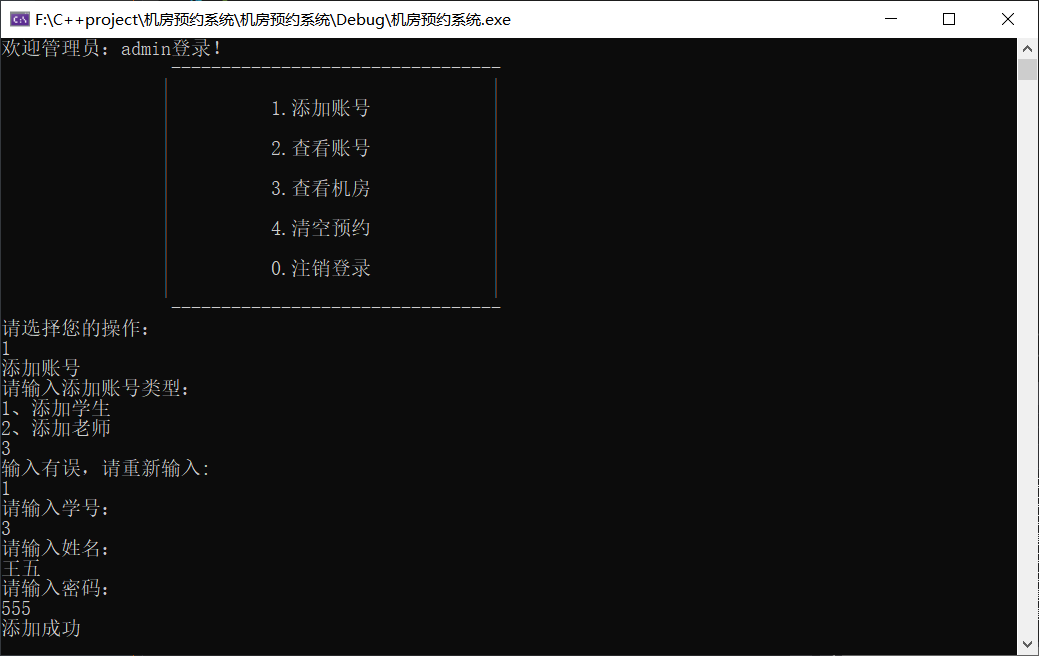 F:\C++project\机房预约系统\机房预约系统\Debug\机房预约系统.exe
欢迎管理员：admin登录！
---------------------------------
1.添加账号
2.查看账号
3.查看机房
4.清空预约
0.注销登录
---------------------------------
请选择您的操作：
1
添加账号
请输入添加账号类型：
1、添加学生
2、添加老师
3
输入有误，请重新输入:
1
请输入学号：
3
请输入姓名：
王五
请输入密码：
555
添加成功